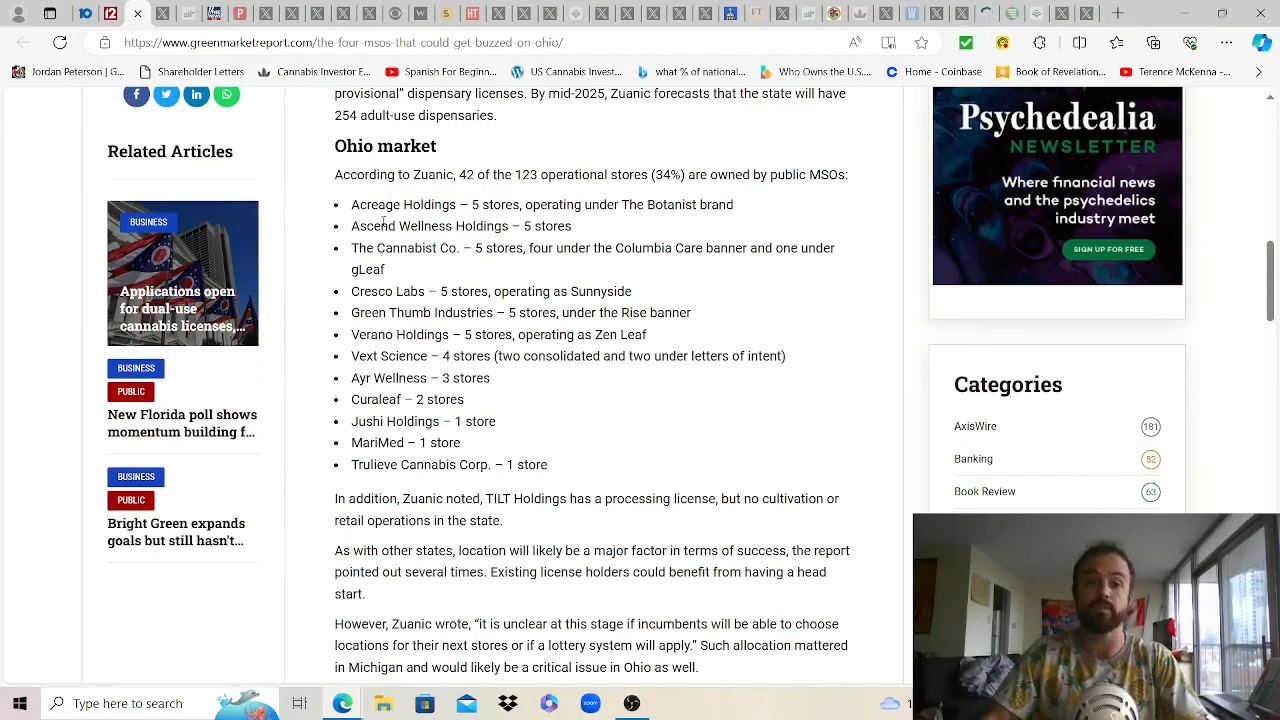 https://www.greenmarketreport.com/the-four-msos-that-could-get-buzzed-on-ohio/
Jordan Peterson | G...
Shareholder Letters
Cannabis Investor E...
Spanish For Beginn...
US Cannabis Invest...
what % of national...
Who Owns the U.S...
Home - Coinbase
Book of Revelation...
Terence McKenna -...
Related Articles
BUSINESS
Applications open
for dual-use
cannabis licenses,...
BUSINESS
PUBLIC
New Florida poll shows
momentum building f...
BUSINESS
PUBLIC
Bright Green expands
goals but still hasn't...
provisional" dispensary licenses. By mid-2025, Zuanic forecasts that the state will have
254 adult-use dispensaries.
Ohio market
According to Zuanic, 42 of the 123 operational stores (34%) are owned by public MSOs:
Acreage Holdings – 5 stores, operating under The Botanist brand
Ascend Wellness Holdings – 5 stores
The Cannabist Co. – 5 stores, four under the Columbia Care banner and one under
gLeaf
Cresco Labs – 5 stores, operating as Sunnyside
Green Thumb Industries – 5 stores, under the Rise banner
Verano Holdings – 5 stores, operating as Zen Leaf
Vext Science – 4 stores (two consolidated and two under letters of intent)
Ayr Wellness – 3 stores
Curaleaf – 2 stores
Jushi Holdings – 1 store
MariMed – 1 store
Trulieve Cannabis Corp. – 1 store
In addition, Zuanic noted, TILT Holdings has a processing license, but no cultivation or
retail operations in the state.
As with other states, location will likely be a major factor in terms of success, the report
pointed out several times. Existing license holders could benefit from having a head
start.
However, Zuanic wrote, "it is unclear at this stage if incumbents will be able to choose
locations for their next stores or if a lottery system will apply." Such allocation mattered
in Michigan and would likely be a critical issue in Ohio as well.
Psychedealia
NEWSLETTER
Where financial news
and the psychedelics
industry meet
SIGN UP FOR FREE
Categories
AxisWire 181
Banking 52
Book Review 63
Type here to search
zoom